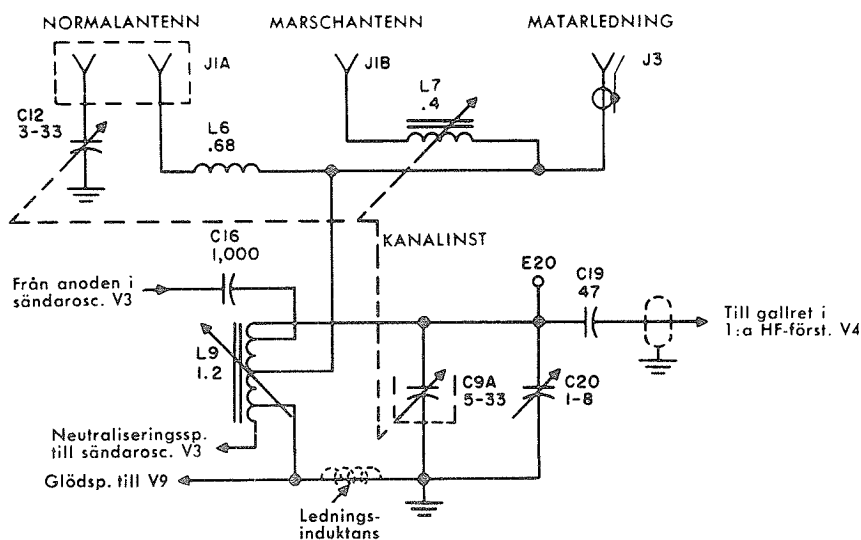 NORMALANTENN
MARSCHANTENN
MATARLEDNING
J1A
J1B
J3
C12
3-33
L6
.68
L7
.4
C16
1,000
KANALINST
Från anoden i
sändarosc. V3
E20
C19
47
Till gallret i
1:a HF-först. V4
L9
1.2
C9A
5-33
C20
1-8
Neutraliseringssp.
till sändarosc. V3
Glödsp. till V9
Lednings-
induktans